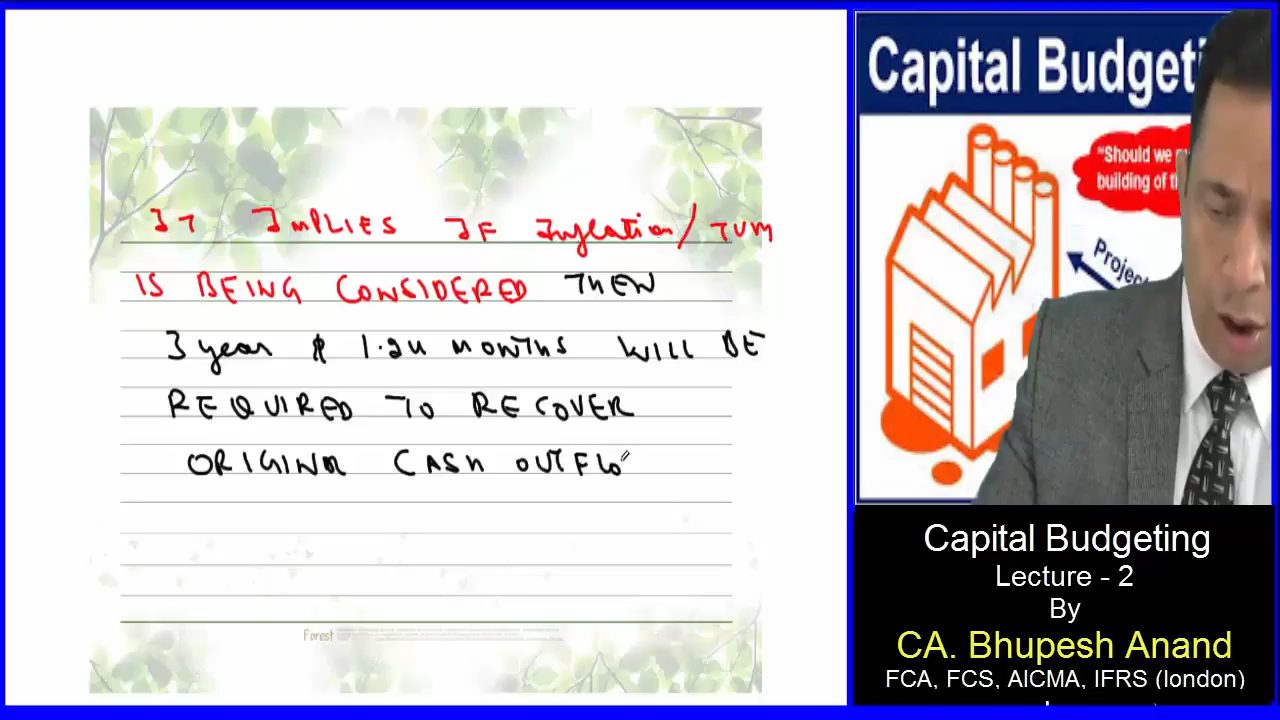 IT IMPLIES IF Inflation/TVM
IS BEING CONSIDERED THEN
3 year & 1.24 MONTHS WILL BE
REQUIRED TO RECOVER
ORIGINAL CASH OUTFLO
Forest
Capital Budgeti
"Should we
building of th
Project
Capital Budgeting
Lecture - 2
By
CA. Bhupesh Anand
FCA, FCS, AICMA, IFRS (london)